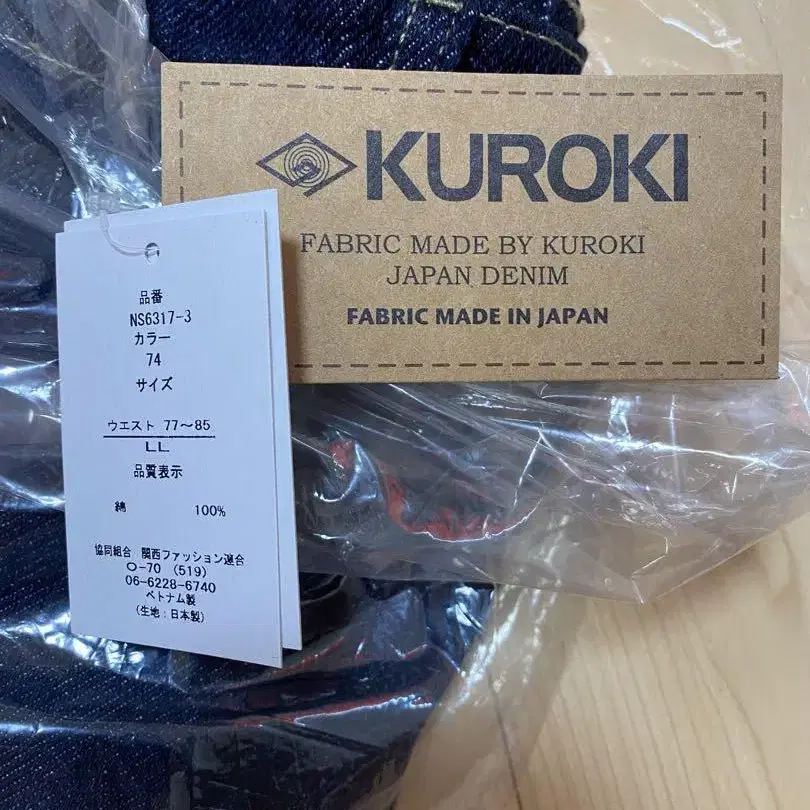 KUROKI
FABRIC MADE BY KUROKI
JAPAN DENIM
FABRIC MADE IN JAPAN
品番
NS6317-3
カラー
74
サイズ
ウエスト 77〜85
LL
品質表示
綿 100%
協同組合 関西ファッション連合
O-70 (519)
06-6228-6740
ベトナム製
(生地:日本製)